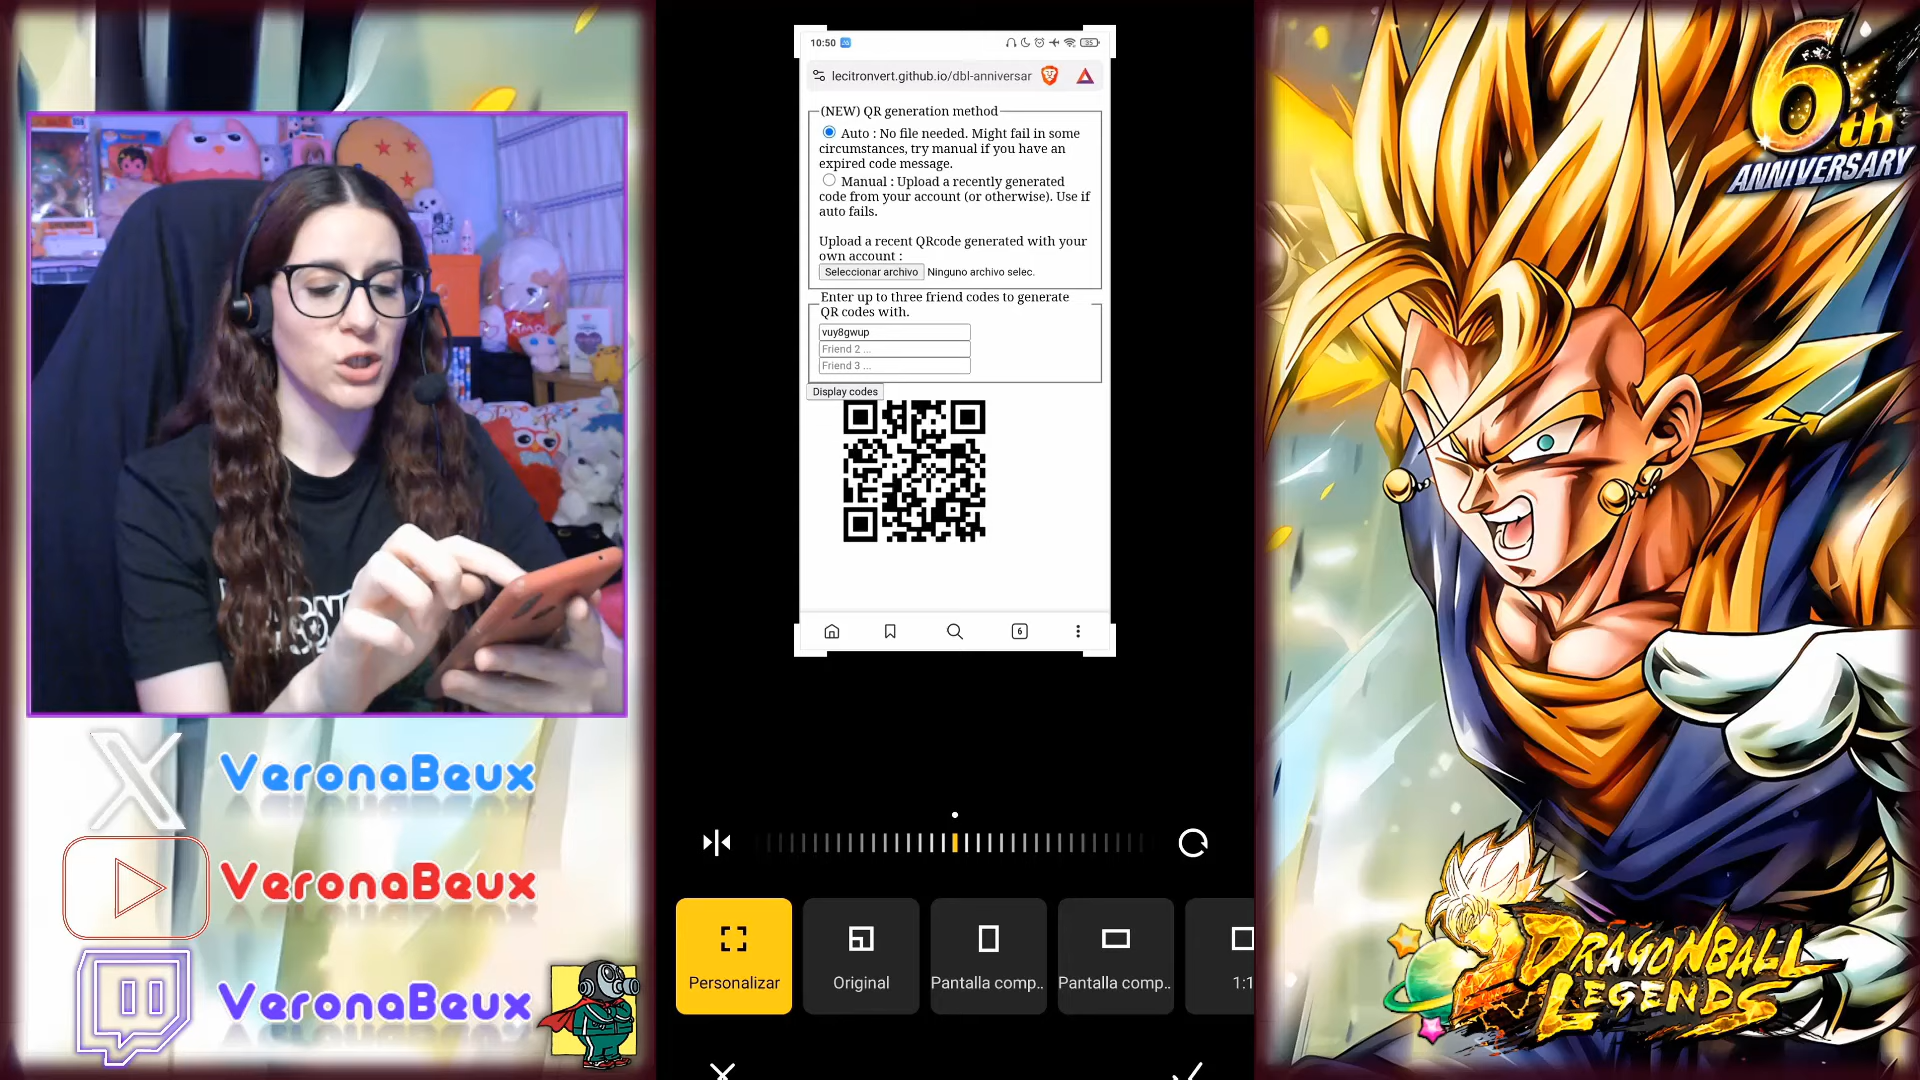 VeronaBeux
VeronaBeux
VeronaBeux
10:50
35
lecitronvert.github.io/dbl-anniversar
(NEW) QR generation method
Auto : No file needed. Might fail in some
circumstances, try manual if you have an
expired code message.
Manual : Upload a recently generated
code from your account (or otherwise). Use if
auto fails.
Upload a recent QRcode generated with your
own account :
Seleccionar archivo Ninguno archivo selec.
Enter up to three friend codes to generate
QR codes with.
vuy8gwup
Friend 2 ...
Friend 3 ...
Display codes
6
Personalizar
Original
Pantalla comp..
Pantalla comp..
1:1
6th
ANNIVERSARY
DRAGONBALL
LEGENDS